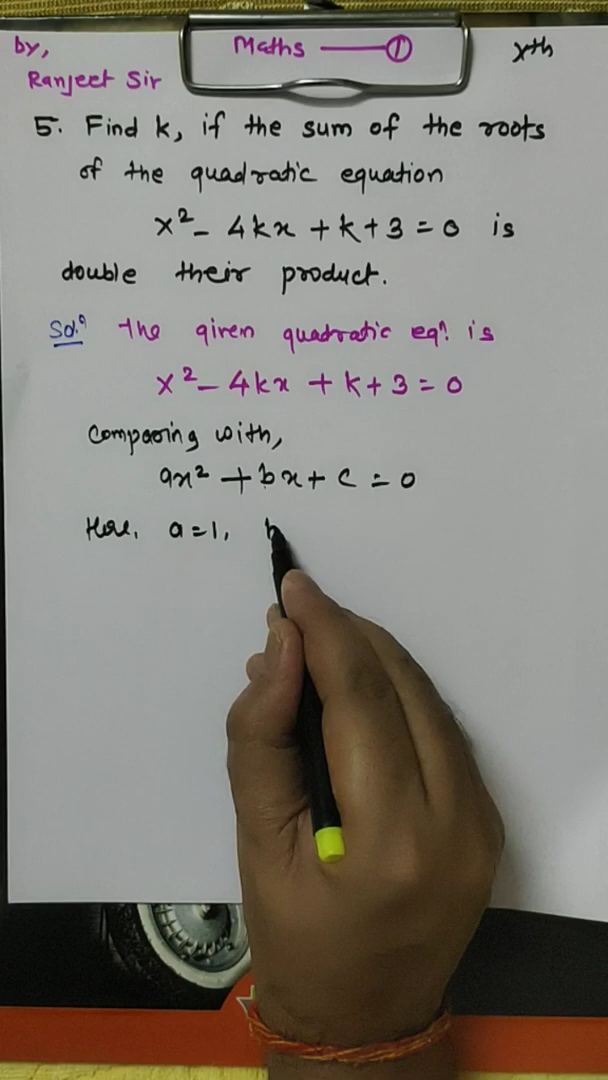 by,
Ranjeet Sir
Maths —— ①
Xth
5. Find k, if the sum of the roots
of the quadratic equation
x² - 4kx + k + 3 = 0 is
double their product.
Solⁿ the given quadratic eqⁿ. is
x² - 4kx + k + 3 = 0
Comparing with,
ax² + bx + c = 0
Here, a = 1, b